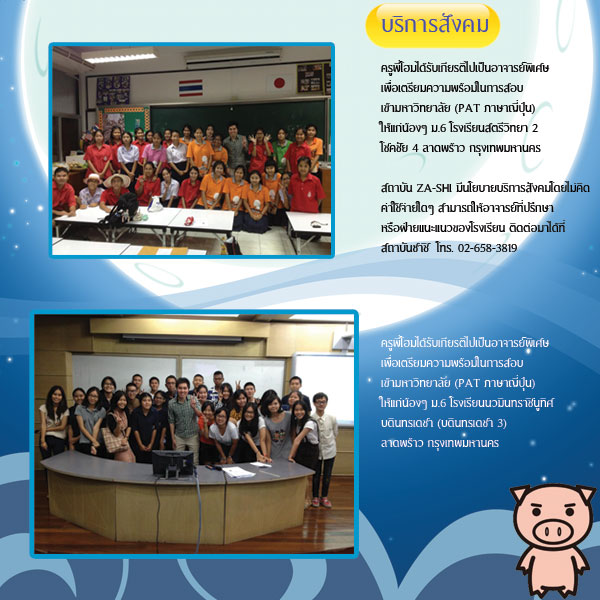 บริการสังคม
ครูพี่โฮมได้รับเกียรติไปเป็นอาจารย์พิเศษ
เพื่อเตรียมความพร้อมในการสอบ
เข้ามหาวิทยาลัย (PAT ภาษาญี่ปุ่น)
ให้แก่น้องๆ ม.6 โรงเรียนสตรีวิทยา 2
โชคชัย 4 ลาดพร้าว กรุงเทพมหานคร
สถาบัน ZA-SHI มีนโยบายบริการสังคมโดยไม่คิด
ค่าใช้จ่ายใดๆ สามารถให้อาจารย์ที่ปรึกษา
หรือฝ่ายแนะแนวของโรงเรียน ติดต่อมาได้ที่
สถาบันซาชิ โทร. 02-658-3819
ครูพี่โฮมได้รับเกียรติไปเป็นอาจารย์พิเศษ
เพื่อเตรียมความพร้อมในการสอบ
เข้ามหาวิทยาลัย (PAT ภาษาญี่ปุ่น)
ให้แก่น้องๆ ม.6 โรงเรียนนวมินทราชินูทิศ
บดินทรเดชา (บดินทรเดชา 3)
ลาดพร้าว กรุงเทพมหานคร